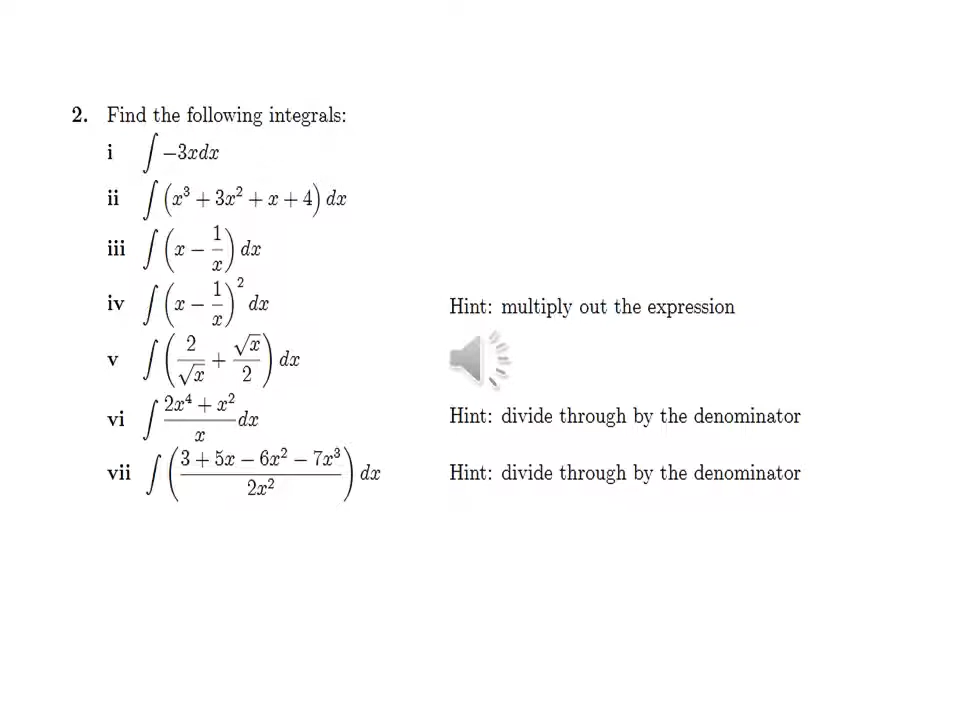 2. Find the following integrals:
i ∫ −3xdx
ii ∫ (x³ + 3x² + x + 4) dx
iii ∫ (x − 1/x) dx
iv ∫ (x − 1/x)² dx Hint: multiply out the expression
v ∫ (2/√x + √x/2) dx
vi ∫ (2x⁴ + x²)/x dx Hint: divide through by the denominator
vii ∫ ((3 + 5x − 6x² − 7x³)/(2x²)) dx Hint: divide through by the denominator